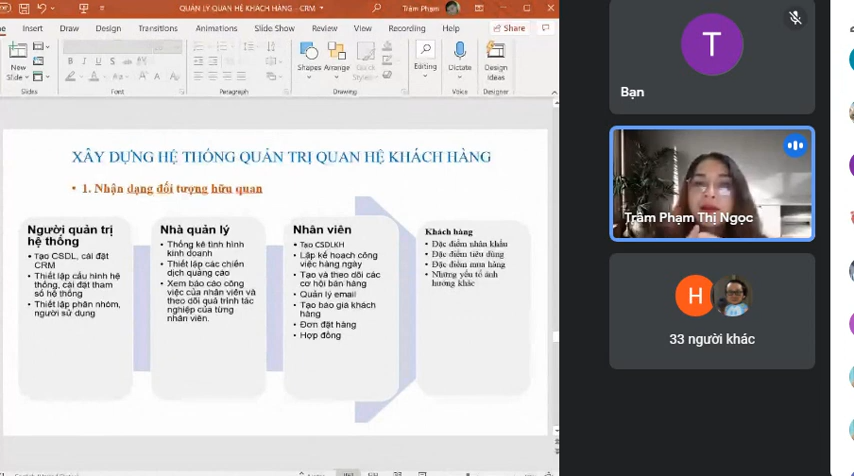 QUẢN LÝ QUAN HỆ KHÁCH HÀNG - CRM
Trâm Phạm
Insert Draw Design Transitions Animations Slide Show Review View Recording Help Share
New Slide
Slides
Font
Paragraph
Shapes Arrange Quick Styles
Drawing
Editing
Dictate
Voice
Design Ideas
Designer
XÂY DỰNG HỆ THỐNG QUẢN TRỊ QUAN HỆ KHÁCH HÀNG
• 1. Nhận dạng đối tượng hữu quan
Người quản trị
hệ thống
• Tạo CSDL, cài đặt
CRM
• Thiết lập cấu hình hệ
thống, cài đặt tham
số hệ thống
• Thiết lập phân nhóm,
người sử dụng
Nhà quản lý
• Thống kê tình hình
kinh doanh
• Thiết lập các chiến
dịch quảng cáo
• Xem báo cáo công
việc của nhân viên và
theo dõi quá trình tác
nghiệp của từng
nhân viên.
Nhân viên
• Tạo CSDLKH
• Lập kế hoạch công
việc hàng ngày
• Tạo và theo dõi các
cơ hội bán hàng
• Quản lý email
• Tạo báo giá khách
hàng
• Đơn đặt hàng
• Hợp đồng
Khách hàng
• Đặc điểm nhân khẩu
• Đặc điểm tiêu dùng
• Đặc điểm mua hàng
• Những yếu tố ảnh
hưởng khác
T
Bạn
Trâm Phạm Thị Ngọc
H
33 người khác